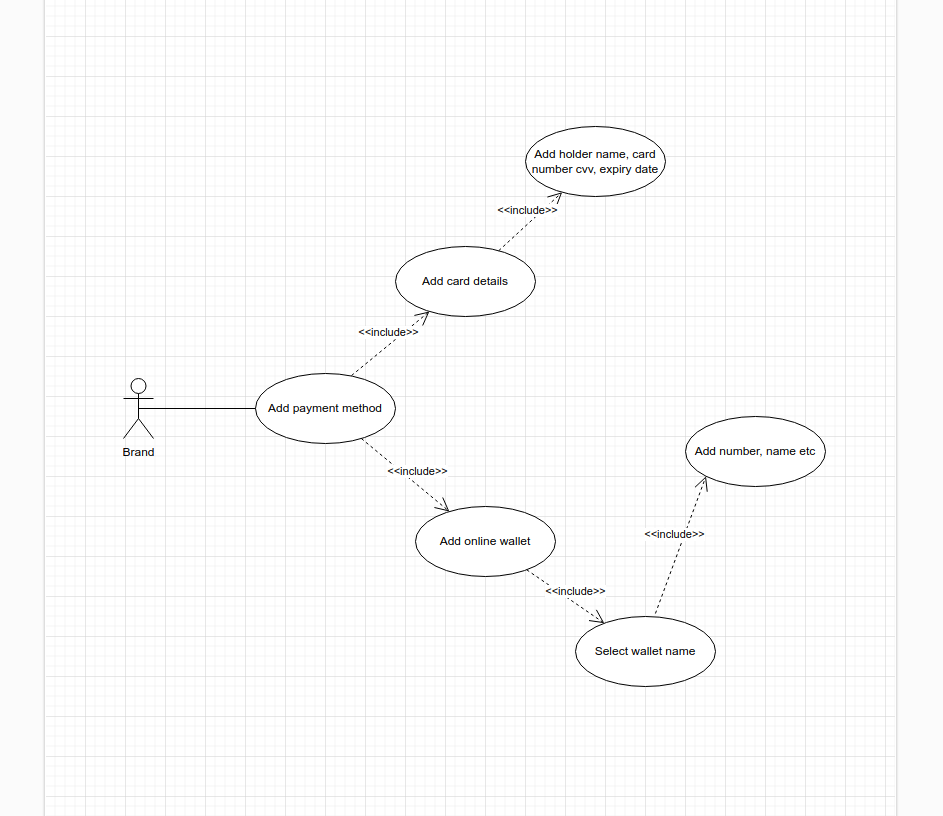 Add holder name, card
number cvv, expiry date
<<include>>
Add card details
<<include>>
Add payment method
Brand
<<include>>
Add number, name etc
<<include>>
Add online wallet
<<include>>
Select wallet name